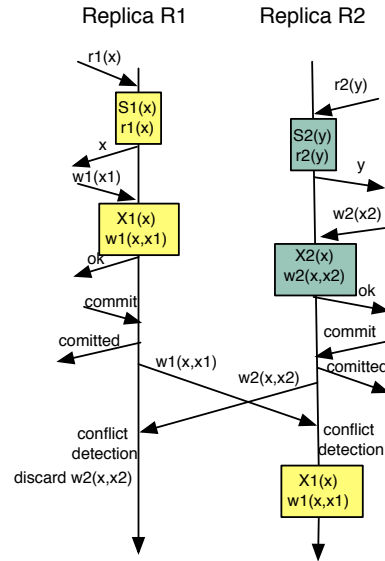 Replica R1
Replica R2
r1(x)
r2(y)
S1(x)
r1(x)
S2(y)
r2(y)
x
y
w1(x1)
w2(x2)
X1(x)
w1(x,x1)
X2(x)
w2(x,x2)
ok
ok
commit
commit
comitted
comitted
w1(x,x1)
w2(x,x2)
conflict
detection
conflict
detection
discard w2(x,x2)
X1(x)
w1(x,x1)